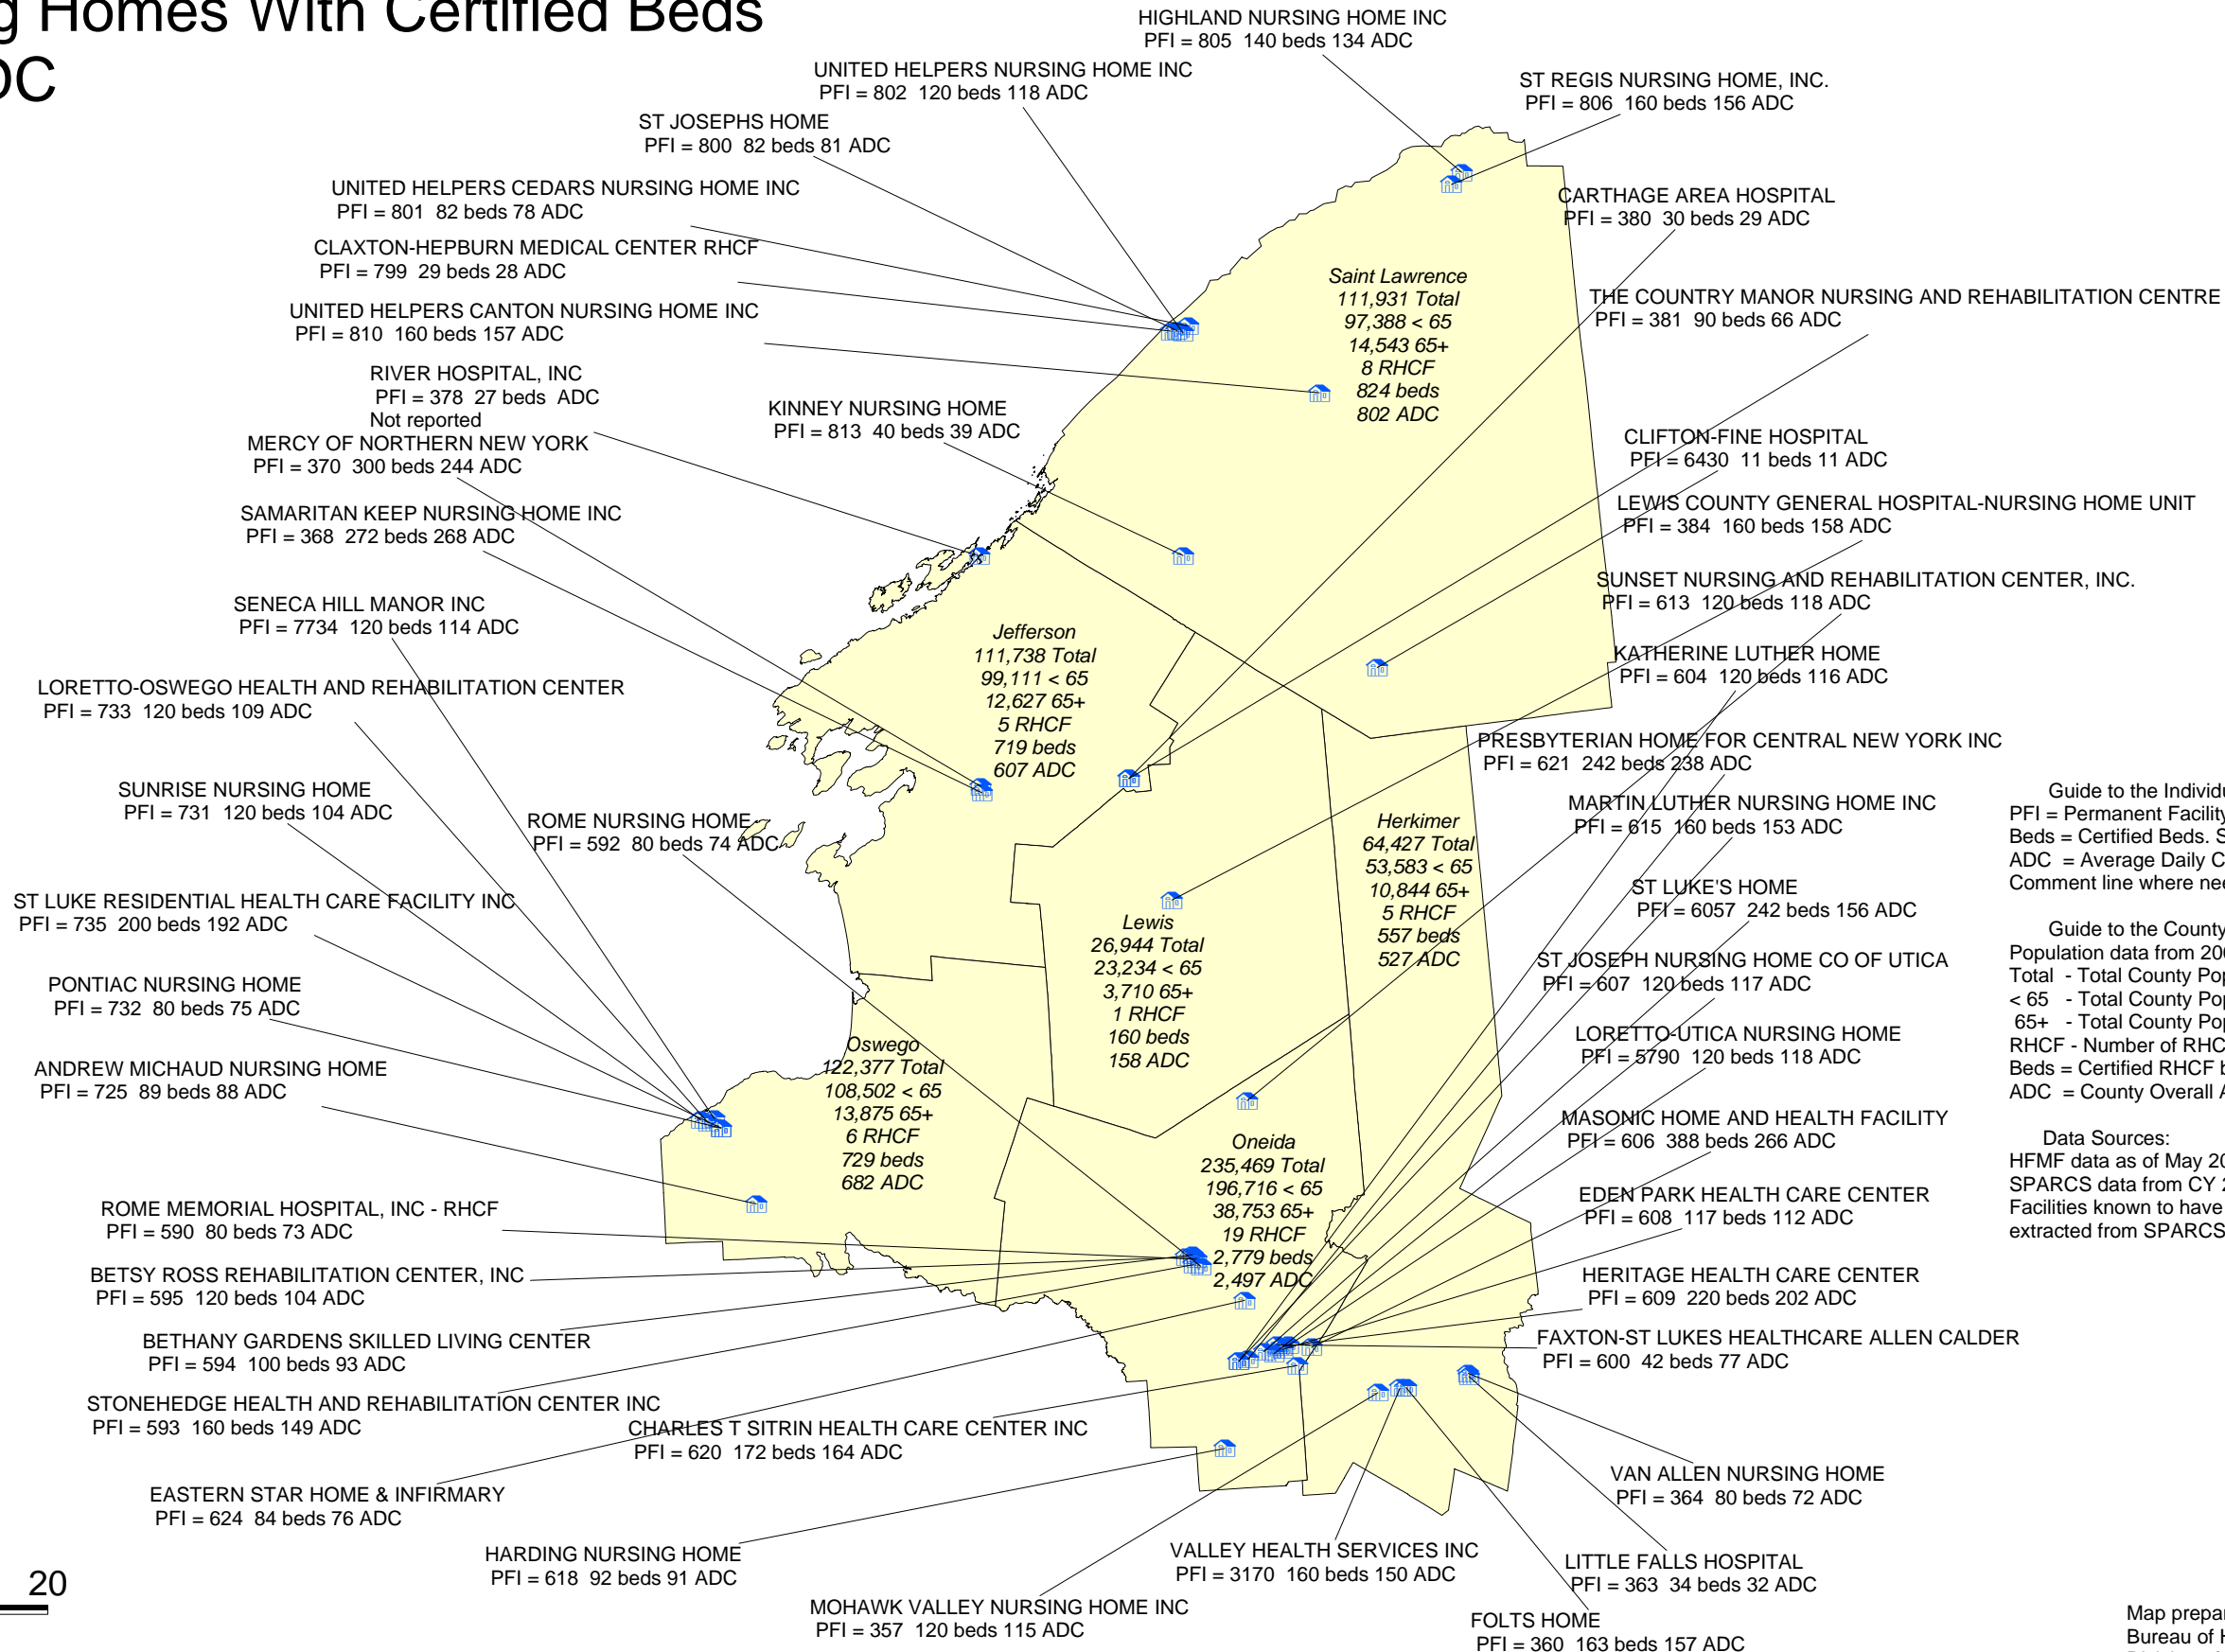 Homes With Certified Beds
HIGHLAND NURSING HOME INC
PFI = 805 140 beds 134 ADC
UNITED HELPERS NURSING HOME INC
PFI = 802 120 beds 118 ADC
ST REGIS NURSING HOME, INC.
PFI = 806 160 beds 156 ADC
ST JOSEPHS HOME
PFI = 800 82 beds 81 ADC
UNITED HELPERS CEDARS NURSING HOME INC
PFI = 801 82 beds 78 ADC
CARTHAGE AREA HOSPITAL
PFI = 380 30 beds 29 ADC
CLAXTON-HEPBURN MEDICAL CENTER RHCF
PFI = 799 29 beds 28 ADC
Saint Lawrence
111,931 Total
97,388 < 65
14,543 65+
8 RHCF
824 beds
802 ADC
THE COUNTRY MANOR NURSING AND REHABILITATION CENTRE
PFI = 381 90 beds 66 ADC
UNITED HELPERS CANTON NURSING HOME INC
PFI = 810 160 beds 157 ADC
RIVER HOSPITAL, INC
PFI = 378 27 beds ADC
Not reported
KINNEY NURSING HOME
PFI = 813 40 beds 39 ADC
MERCY OF NORTHERN NEW YORK
PFI = 370 300 beds 244 ADC
CLIFTON-FINE HOSPITAL
PFI = 6430 11 beds 11 ADC
SAMARITAN KEEP NURSING HOME INC
PFI = 368 272 beds 268 ADC
LEWIS COUNTY GENERAL HOSPITAL-NURSING HOME UNIT
PFI = 384 160 beds 158 ADC
SUNSET NURSING AND REHABILITATION CENTER, INC.
PFI = 613 120 beds 118 ADC
SENECA HILL MANOR INC
PFI = 7734 120 beds 114 ADC
Jefferson
111,738 Total
99,111 < 65
12,627 65+
5 RHCF
719 beds
607 ADC
KATHERINE LUTHER HOME
PFI = 604 120 beds 116 ADC
LORETTO-OSWEGO HEALTH AND REHABILITATION CENTER
PFI = 733 120 beds 109 ADC
PRESBYTERIAN HOME FOR CENTRAL NEW YORK INC
PFI = 621 242 beds 238 ADC
SUNRISE NURSING HOME
PFI = 731 120 beds 104 ADC
ROME NURSING HOME
PFI = 592 80 beds 74 ADC
MARTIN LUTHER NURSING HOME INC
PFI = 615 160 beds 153 ADC
Herkimer
64,427 Total
53,583 < 65
10,844 65+
5 RHCF
557 beds
527 ADC
Guide to the
PFI = Permanent Facility
Beds = Certified Beds.
ADC = Average Daily
Comment line where
ST LUKE RESIDENTIAL HEALTH CARE FACILITY INC
PFI = 735 200 beds 192 ADC
ST LUKE'S HOME
PFI = 6057 242 beds 156 ADC
Lewis
26,944 Total
23,234 < 65
3,710 65+
1 RHCF
160 beds
158 ADC
Guide to the County
Population data from
Total - Total County
< 65 - Total County
65+ - Total County
RHCF - Number of
Beds = Certified RHCF
ADC = County Overall
ST JOSEPH NURSING HOME CO OF UTICA
PFI = 607 120 beds 117 ADC
PONTIAC NURSING HOME
PFI = 732 80 beds 75 ADC
LORETTO-UTICA NURSING HOME
PFI = 5790 120 beds 118 ADC
Oswego
122,377 Total
108,502 < 65
13,875 65+
6 RHCF
729 beds
682 ADC
ANDREW MICHAUD NURSING HOME
PFI = 725 89 beds 88 ADC
MASONIC HOME AND HEALTH FACILITY
PFI = 606 388 beds 266 ADC
Oneida
235,469 Total
196,716 < 65
38,753 65+
19 RHCF
2,779 beds
2,497 ADC
Data Sources:
HFMF data as of May
SPARCS data from CY
Facilities known to have
extracted from SPARCS
EDEN PARK HEALTH CARE CENTER
PFI = 608 117 beds 112 ADC
ROME MEMORIAL HOSPITAL, INC - RHCF
PFI = 590 80 beds 73 ADC
BETSY ROSS REHABILITATION CENTER, INC
PFI = 595 120 beds 104 ADC
HERITAGE HEALTH CARE CENTER
PFI = 609 220 beds 202 ADC
BETHANY GARDENS SKILLED LIVING CENTER
PFI = 594 100 beds 93 ADC
FAXTON-ST LUKES HEALTHCARE ALLEN CALDER
PFI = 600 42 beds 77 ADC
STONEHEDGE HEALTH AND REHABILITATION CENTER INC
PFI = 593 160 beds 149 ADC
CHARLES T SITRIN HEALTH CARE CENTER INC
PFI = 620 172 beds 164 ADC
EASTERN STAR HOME & INFIRMARY
PFI = 624 84 beds 76 ADC
VAN ALLEN NURSING HOME
PFI = 364 80 beds 72 ADC
HARDING NURSING HOME
PFI = 618 92 beds 91 ADC
VALLEY HEALTH SERVICES INC
PFI = 3170 160 beds 150 ADC
LITTLE FALLS HOSPITAL
PFI = 363 34 beds 32 ADC
20
MOHAWK VALLEY NURSING HOME INC
PFI = 357 120 beds 115 ADC
FOLTS HOME
PFI = 360 163 beds 157 ADC
Map
Bureau of